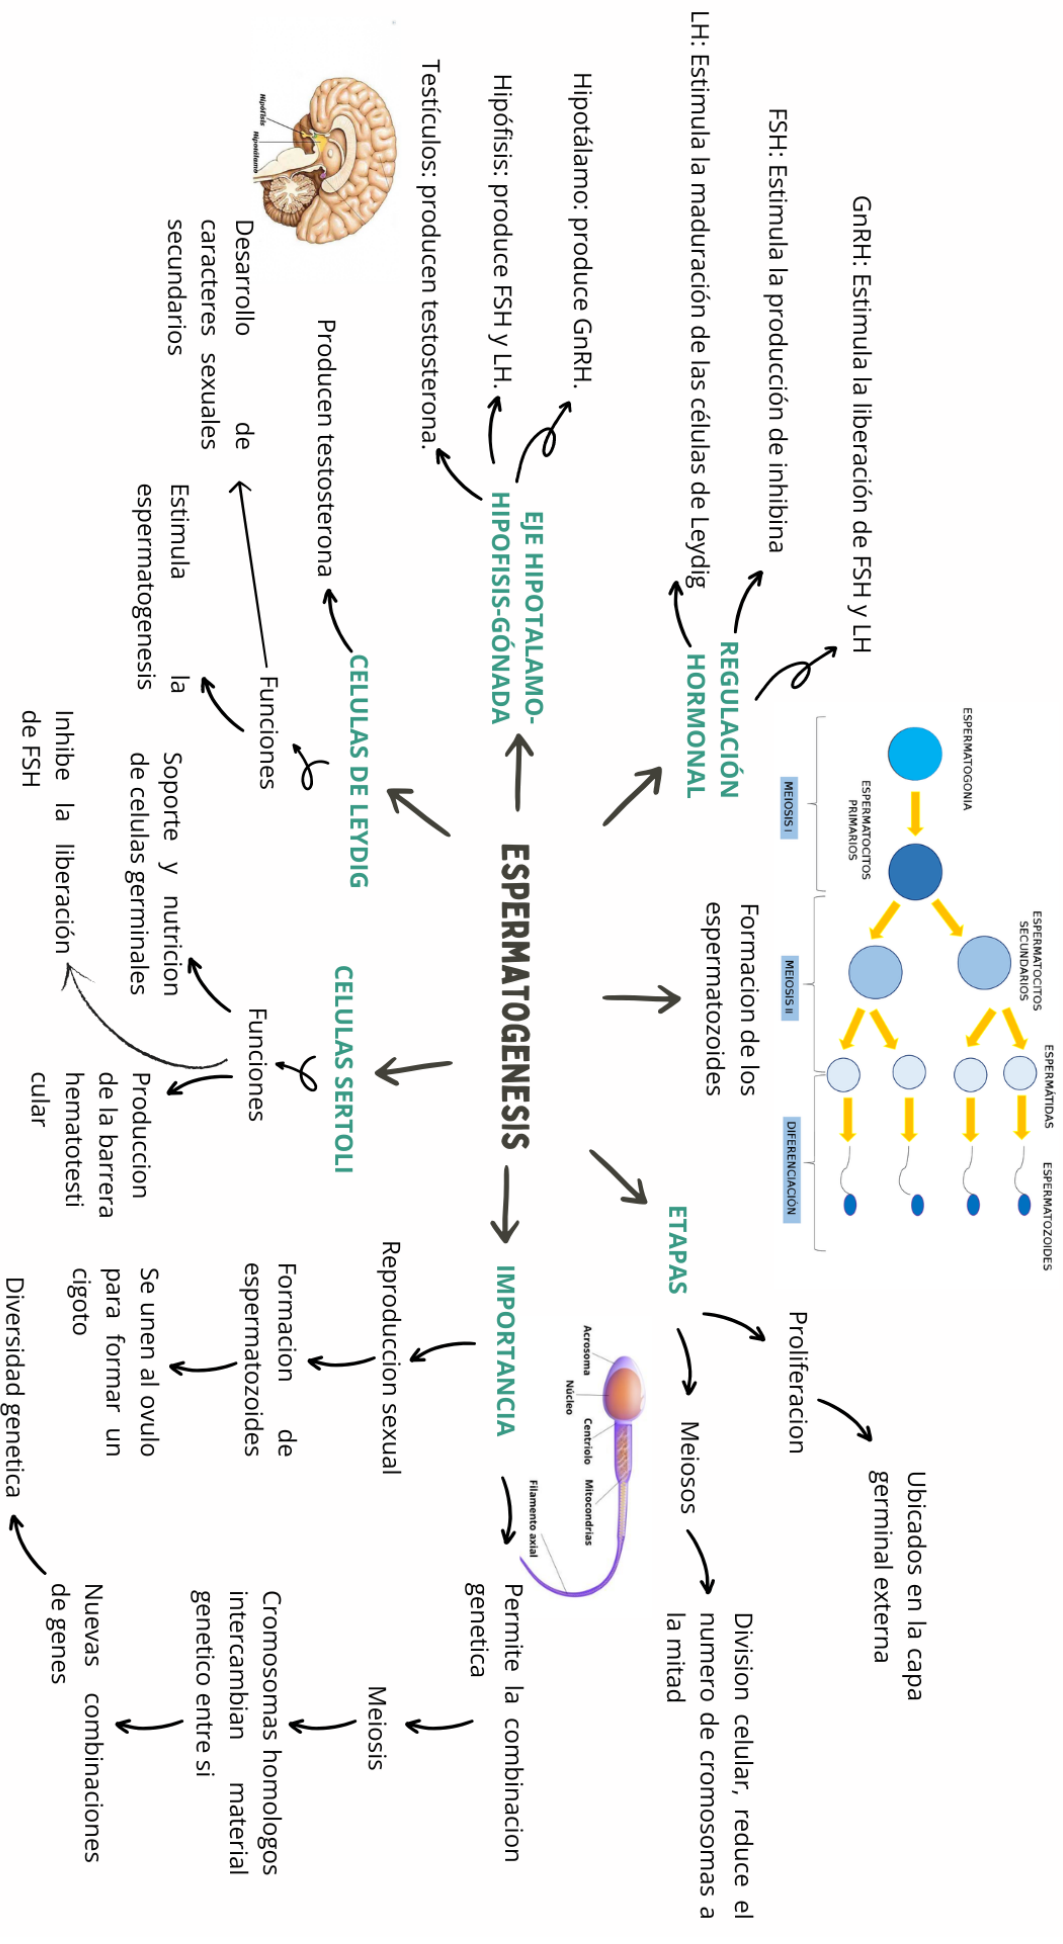 GnRH: Estimula la liberación de FSH y LH
FSH: Estimula la producción de inhibina
LH: Estimula la maduración de las células de Leydig
REGULACIÓN
HORMONAL
ESPERMATOGONIA
ESPERMATOCITOS
PRIMARIOS
ESPERMATOCITOS
SECUNDARIOS
ESPERMÁTIDAS
ESPERMATOZOIDES
MEIOSIS I
MEIOSIS II
DIFERENCIACIÓN
Formacion de los
espermatozoides
ETAPAS
Proliferacion
Ubicados en la capa
germinal externa
Meiosos
Division celular, reduce el
numero de cromosomas a
la mitad
Hipotálamo: produce GnRH.
Hipófisis: produce FSH y LH.
Testículos: producen testosterona.
EJE HIPOTALAMO-
HIPOFISIS-GÓNADA
ESPERMATOGENESIS
IMPORTANCIA
Acrosoma
Núcleo
Centriolo
Mitocondrias
Filamento axial
Permite la combinacion
genetica
Meiosis
Cromosomas homologos
intercambian material
genetico entre si
Nuevas combinaciones
de genes
Diversidad genetica
Reproduccion sexual
Formacion de
espermatozoides
Se unen al ovulo
para formar un
cigoto
Hipófisis
Hipotálamo
CELULAS DE LEYDIG
Producen testosterona
Funciones
Desarrollo de
caracteres sexuales
secundarios
Estimula la
espermatogenesis
CELULAS SERTOLI
Funciones
Soporte y nutricion
de celulas germinales
Inhibe la liberación
de FSH
Produccion
de la barrera
hematotesti
cular